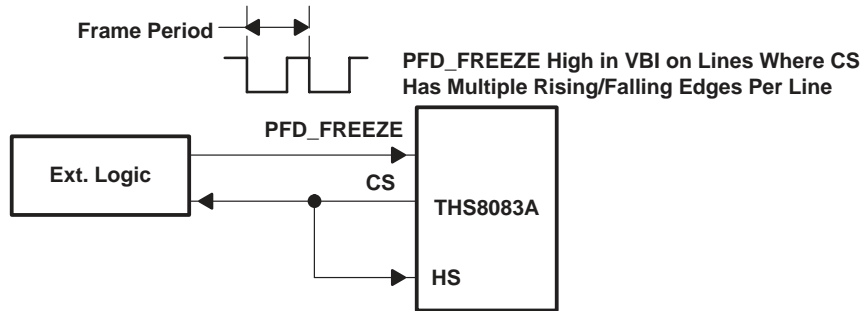 Frame Period
PFD_FREEZE High in VBI on Lines Where CS
Has Multiple Rising/Falling Edges Per Line
PFD_FREEZE
Ext. Logic
CS
THS8083A
HS